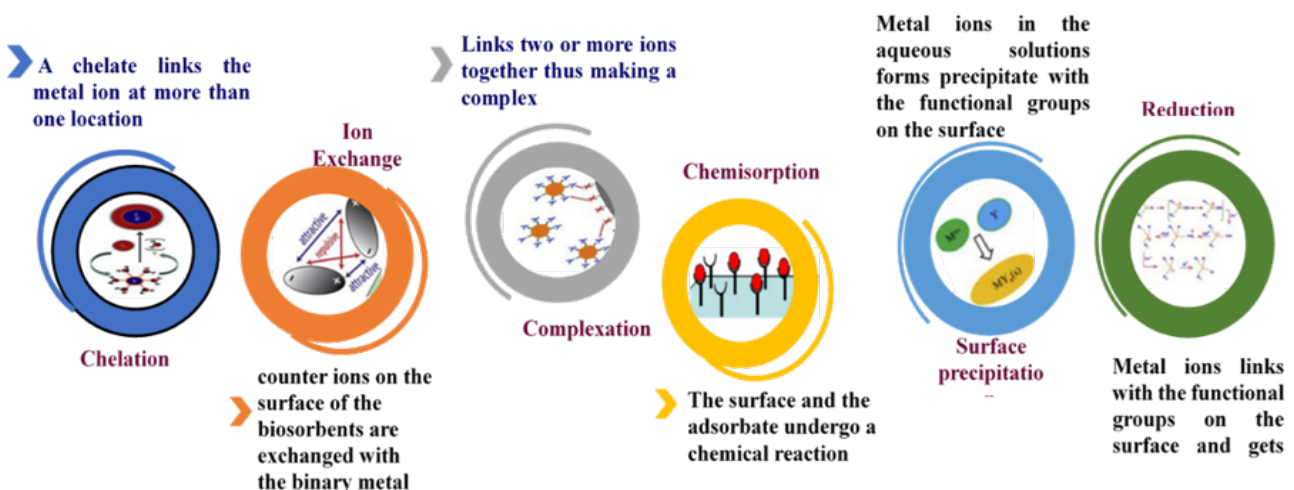 A chelate links the
metal ion at more than
one location
Chelation
Ion
Exchange
attractive
repulsive
attractive
counter ions on the
surface of the
biosorbents are
exchanged with
the binary metal
Links two or more ions
together thus making a
complex
Complexation
Chemisorption
The surface and the
adsorbate undergo a
chemical reaction
Metal ions in the
aqueous solutions
forms precipitate with
the functional groups
on the surface
Y
Surface
precipitatio
Reduction
Metal ions links
with the functional
groups on the
surface and gets